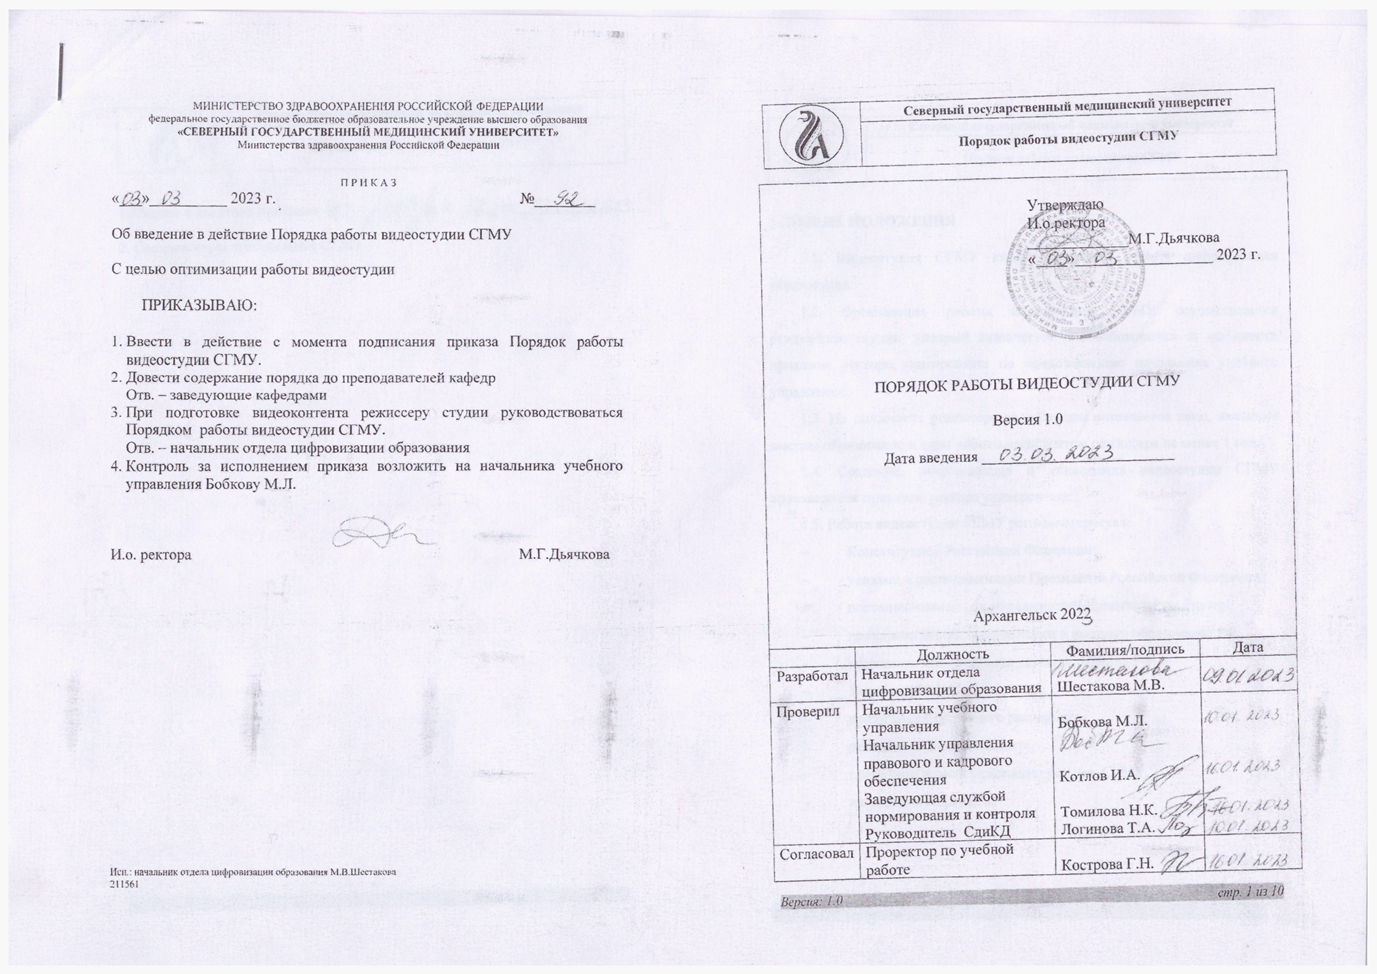 МИНИСТЕРСТВО ЗДРАВООХРАНЕНИЯ РОССИЙСКОЙ ФЕДЕРАЦИИ
федеральное государственное бюджетное образовательное учреждение высшего образования
«СЕВЕРНЫЙ ГОСУДАРСТВЕННЫЙ МЕДИЦИНСКИЙ УНИВЕРСИТЕТ»
Министерства здравоохранения Российской Федерации
ПРИКАЗ
«03» 03 2023 г. № 92
Об введение в действие Порядка работы видеостудии СГМУ
С целью оптимизации работы видеостудии
ПРИКАЗЫВАЮ:
1. Ввести в действие с момента подписания приказа Порядок работы
видеостудии СГМУ.
2. Довести содержание порядка до преподавателей кафедр
Отв. – заведующие кафедрами
3. При подготовке видеоконтента режиссеру студии руководствоваться
Порядком работы видеостудии СГМУ.
Отв. – начальник отдела цифровизации образования
4. Контроль за исполнением приказа возложить на начальника учебного
управления Бобкову М.Л.
И.о. ректора М.Г.Дьячкова
Исп.: начальник отдела цифровизации образования М.В.Шестакова
211561
Северный государственный медицинский университет
Порядок работы видеостудии СГМУ
Утверждаю
И.о.ректора
М.Г.Дьячкова
«03» 03 2023 г.
ПОРЯДОК РАБОТЫ ВИДЕОСТУДИИ СГМУ
Версия 1.0
Дата введения 03.03.2023
Архангельск 2023
Должность Фамилия/подпись Дата
Разработал Начальник отдела Шестакова 09.01.2023
цифровизации образования Шестакова М.В.
Проверил Начальник учебного
управления Бобкова М.Л. 10.01.2023
Начальник управления
правового и кадрового
обеспечения Котлов И.А. 16.01.2023
Заведующая службой
нормирования и контроля Томилова Н.К. 16.01.2023
Руководитель СдиКД Логинова Т.А. 10.01.2023
Согласовал Проректор по учебной
работе Кострова Г.Н. 16.01.2023
Версия: 1.0 стр. 1 из 10